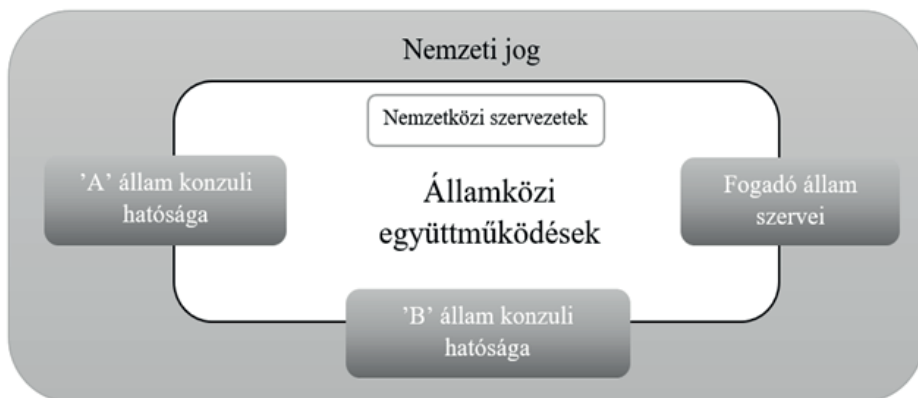 Nemzeti jog
Nemzetközi szervezetek
’A’ állam konzuli
hatósága
Államközi
együttműködések
Fogadó állam
szervei
’B’ állam konzuli
hatósága